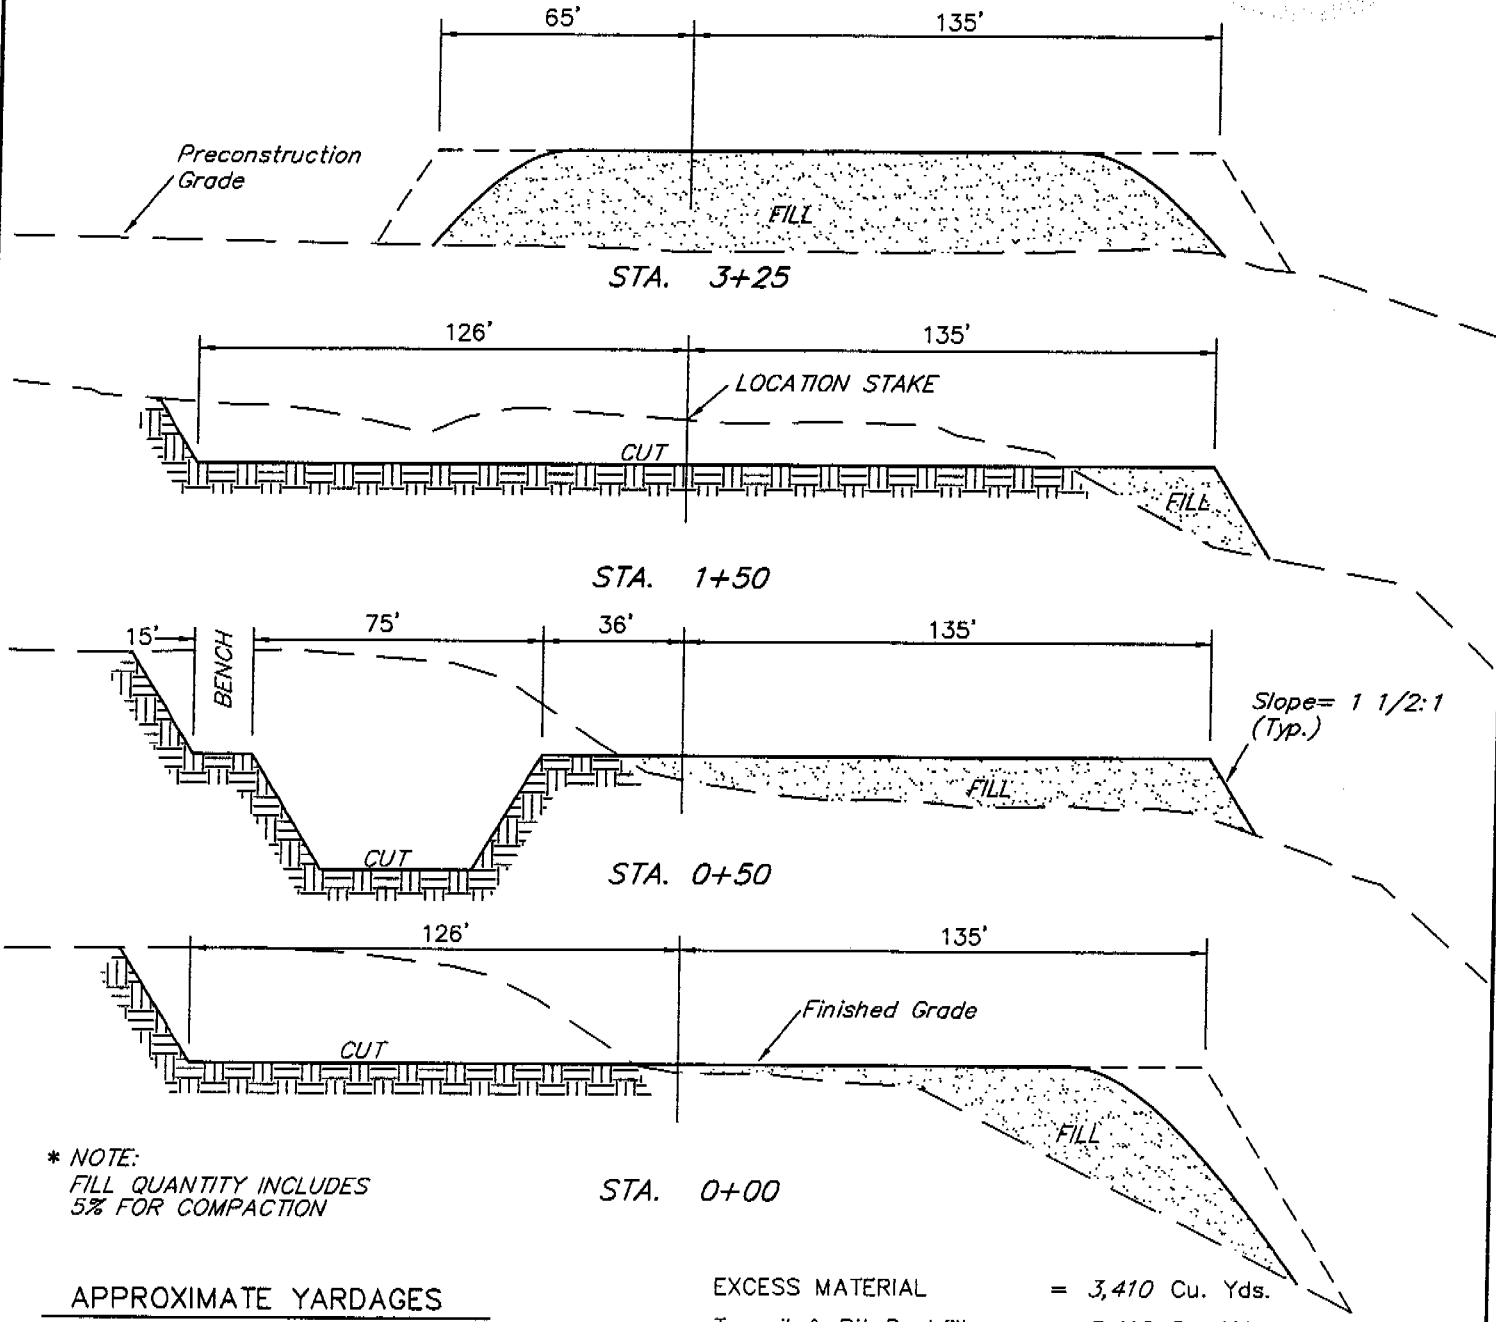 65'
135'
Preconstruction
Grade
FILL
STA. 3+25
126'
135'
LOCATION STAKE
CUT
FILL
STA. 1+50
15'
BENCH
75'
36'
135'
Slope= 1 1/2:1
(Typ.)
FILL
CUT
STA. 0+50
126'
135'
Finished Grade
CUT
FILL
* NOTE:
FILL QUANTITY INCLUDES
5% FOR COMPACTION
STA. 0+00
APPROXIMATE YARDAGES
EXCESS MATERIAL = 3,410 Cu. Yds.